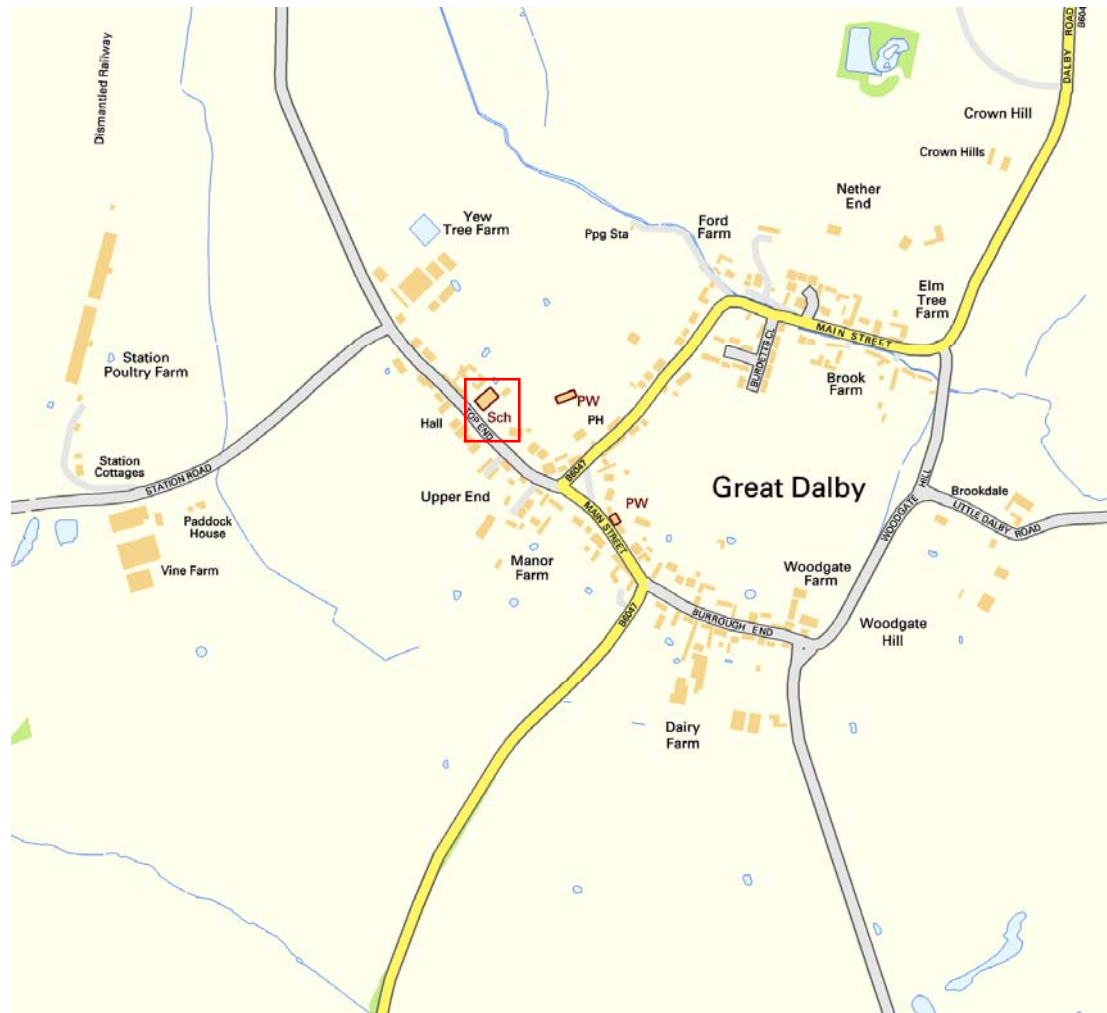 B6047
DALBY ROAD
Dismantled Railway
Crown Hill
Crown Hills
Nether
End
Yew
Tree Farm
Ppg Sta
Ford
Farm
Elm
Tree
Farm
MAIN STREET
BURDETTS CL
Brook
Farm
Station
Poultry Farm
Hall
Sch
TOP END
PW
PH
B6047
Station
Cottages
STATION ROAD
Upper End
Great Dalby
PW
MAIN STREET
WOODGATE HILL
Brookdale
LITTLE DALBY ROAD
Paddock
House
Vine Farm
Manor
Farm
Woodgate
Farm
B6047
BURROUGH END
Woodgate
Hill
Dairy
Farm